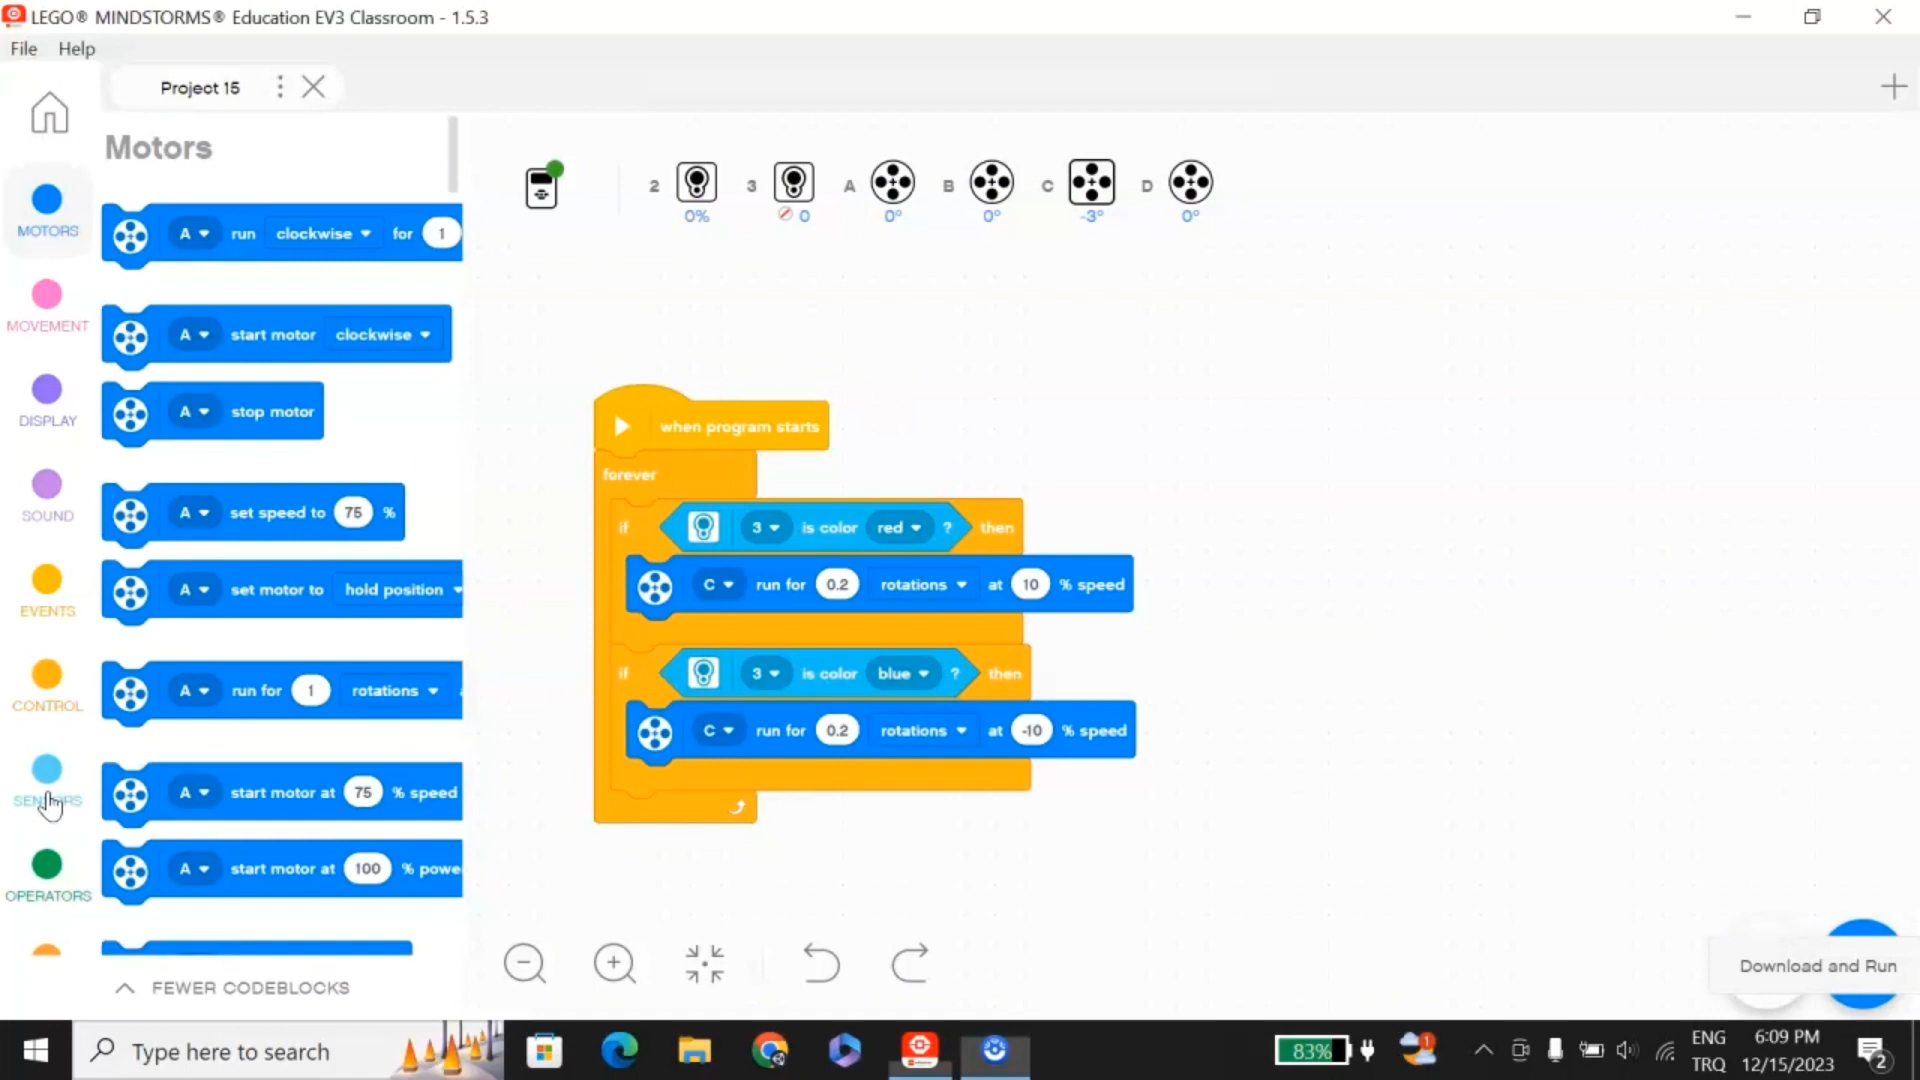 LEGO® MINDSTORMS® Education EV3 Classroom - 1.5.3
File Help
Project 15
Motors
MOTORS
MOVEMENT
DISPLAY
SOUND
EVENTS
CONTROL
SENSORS
OPERATORS
A run clockwise for 1
A start motor clockwise
A stop motor
A set speed to 75 %
A set motor to hold position
A run for 1 rotations
A start motor at 75 % speed
A start motor at 100 % powe
FEWER CODEBLOCKS
2 3 A B C D
0% 0 0° 0° -3° 0°
when program starts
forever
if 3 is color red ? then
C run for 0.2 rotations at 10 % speed
if 3 is color blue ? then
C run for 0.2 rotations at -10 % speed
Download and Run
Type here to search
83%
1
ENG
TRQ
6:09 PM
12/15/2023
2